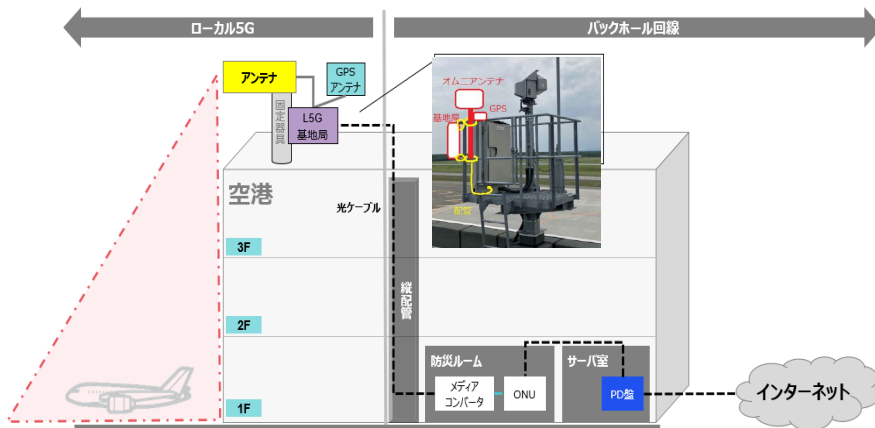 ローカル5G
バックホール回線
アンテナ
GPS
アンテナ
固定器具
L5G
基地局
オムニアンテナ
GPS
基地局
配管
空港
光ケーブル
3F
縦配管
2F
防災ルーム
サーバ室
メディア
コンバータ
ONU
PD盤
インターネット
1F